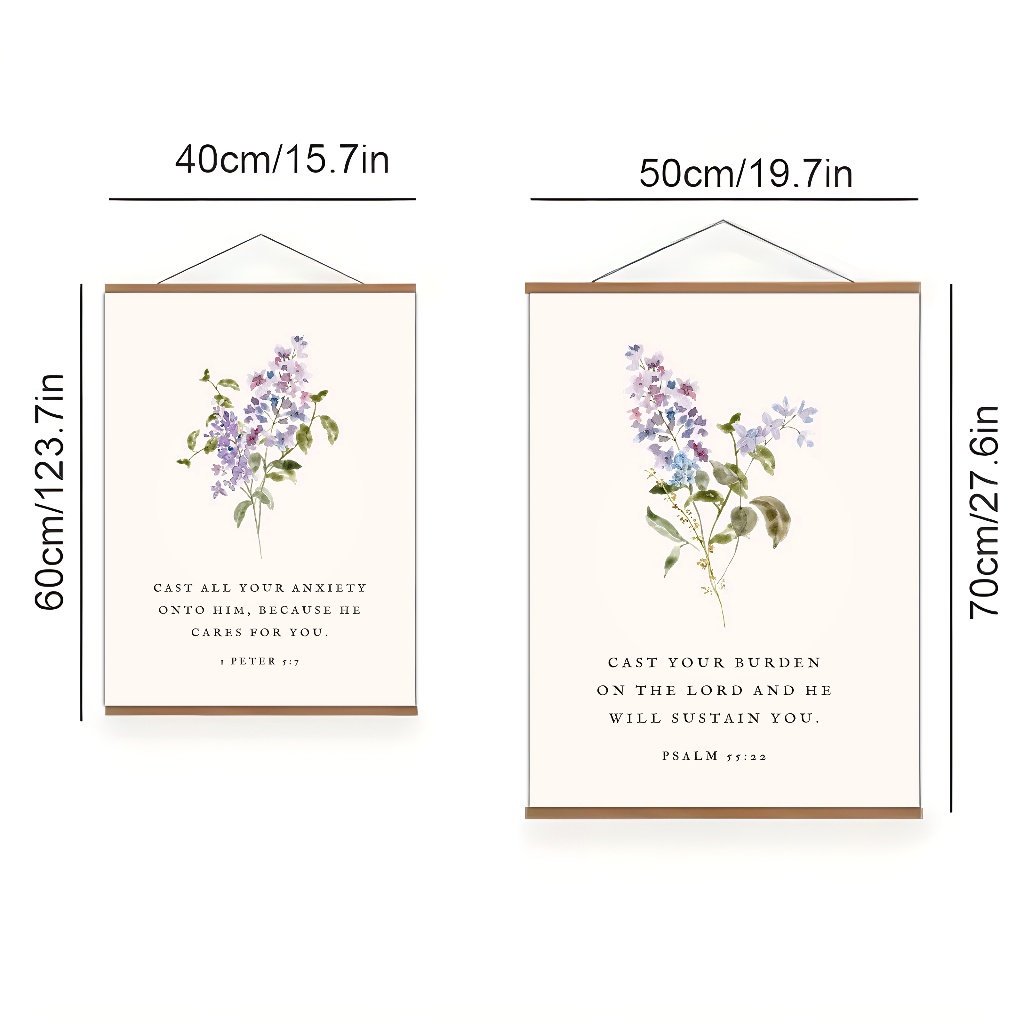 40cm/15.7in
50cm/19.7in
60cm/123.7in
CAST ALL YOUR ANXIETY
ONTO HIM, BECAUSE HE
CARES FOR YOU.
1 PETER 5:7
CAST YOUR BURDEN
ON THE LORD AND HE
WILL SUSTAIN YOU.
PSALM 55:22
70cm/27.6in